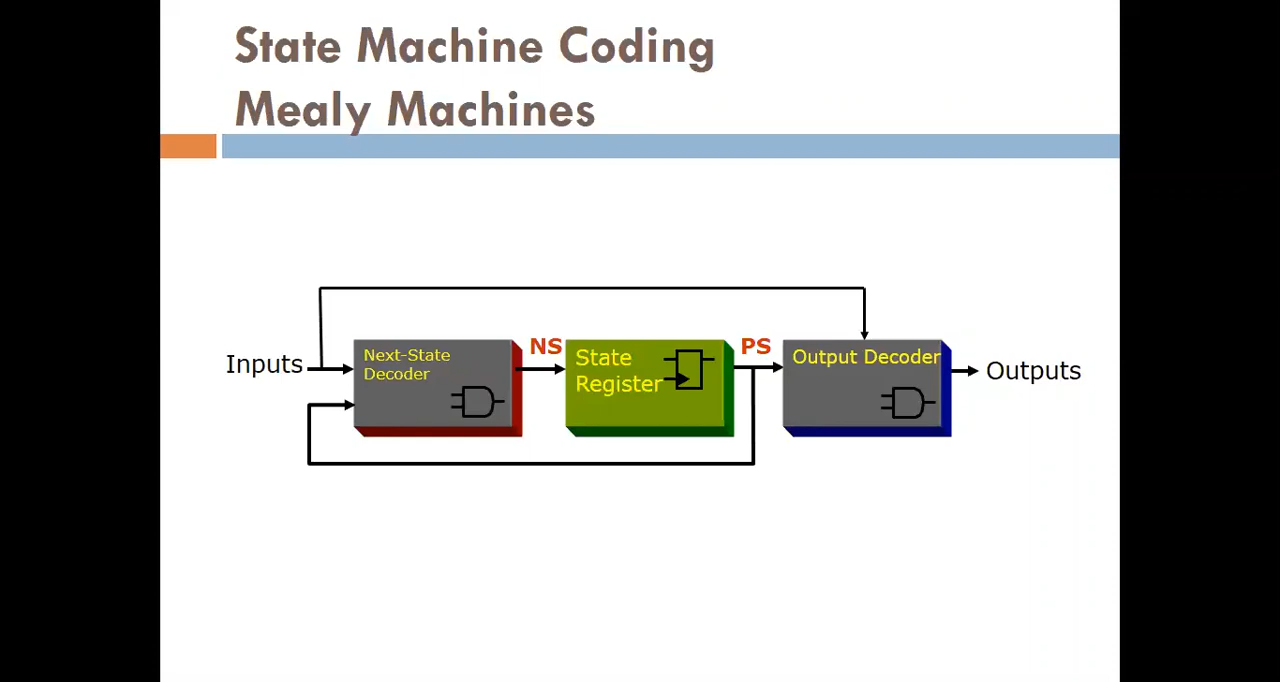 State Machine Coding
Mealy Machines
Inputs
Next-State
Decoder
NS
State
Register
PS
Output Decoder
Outputs